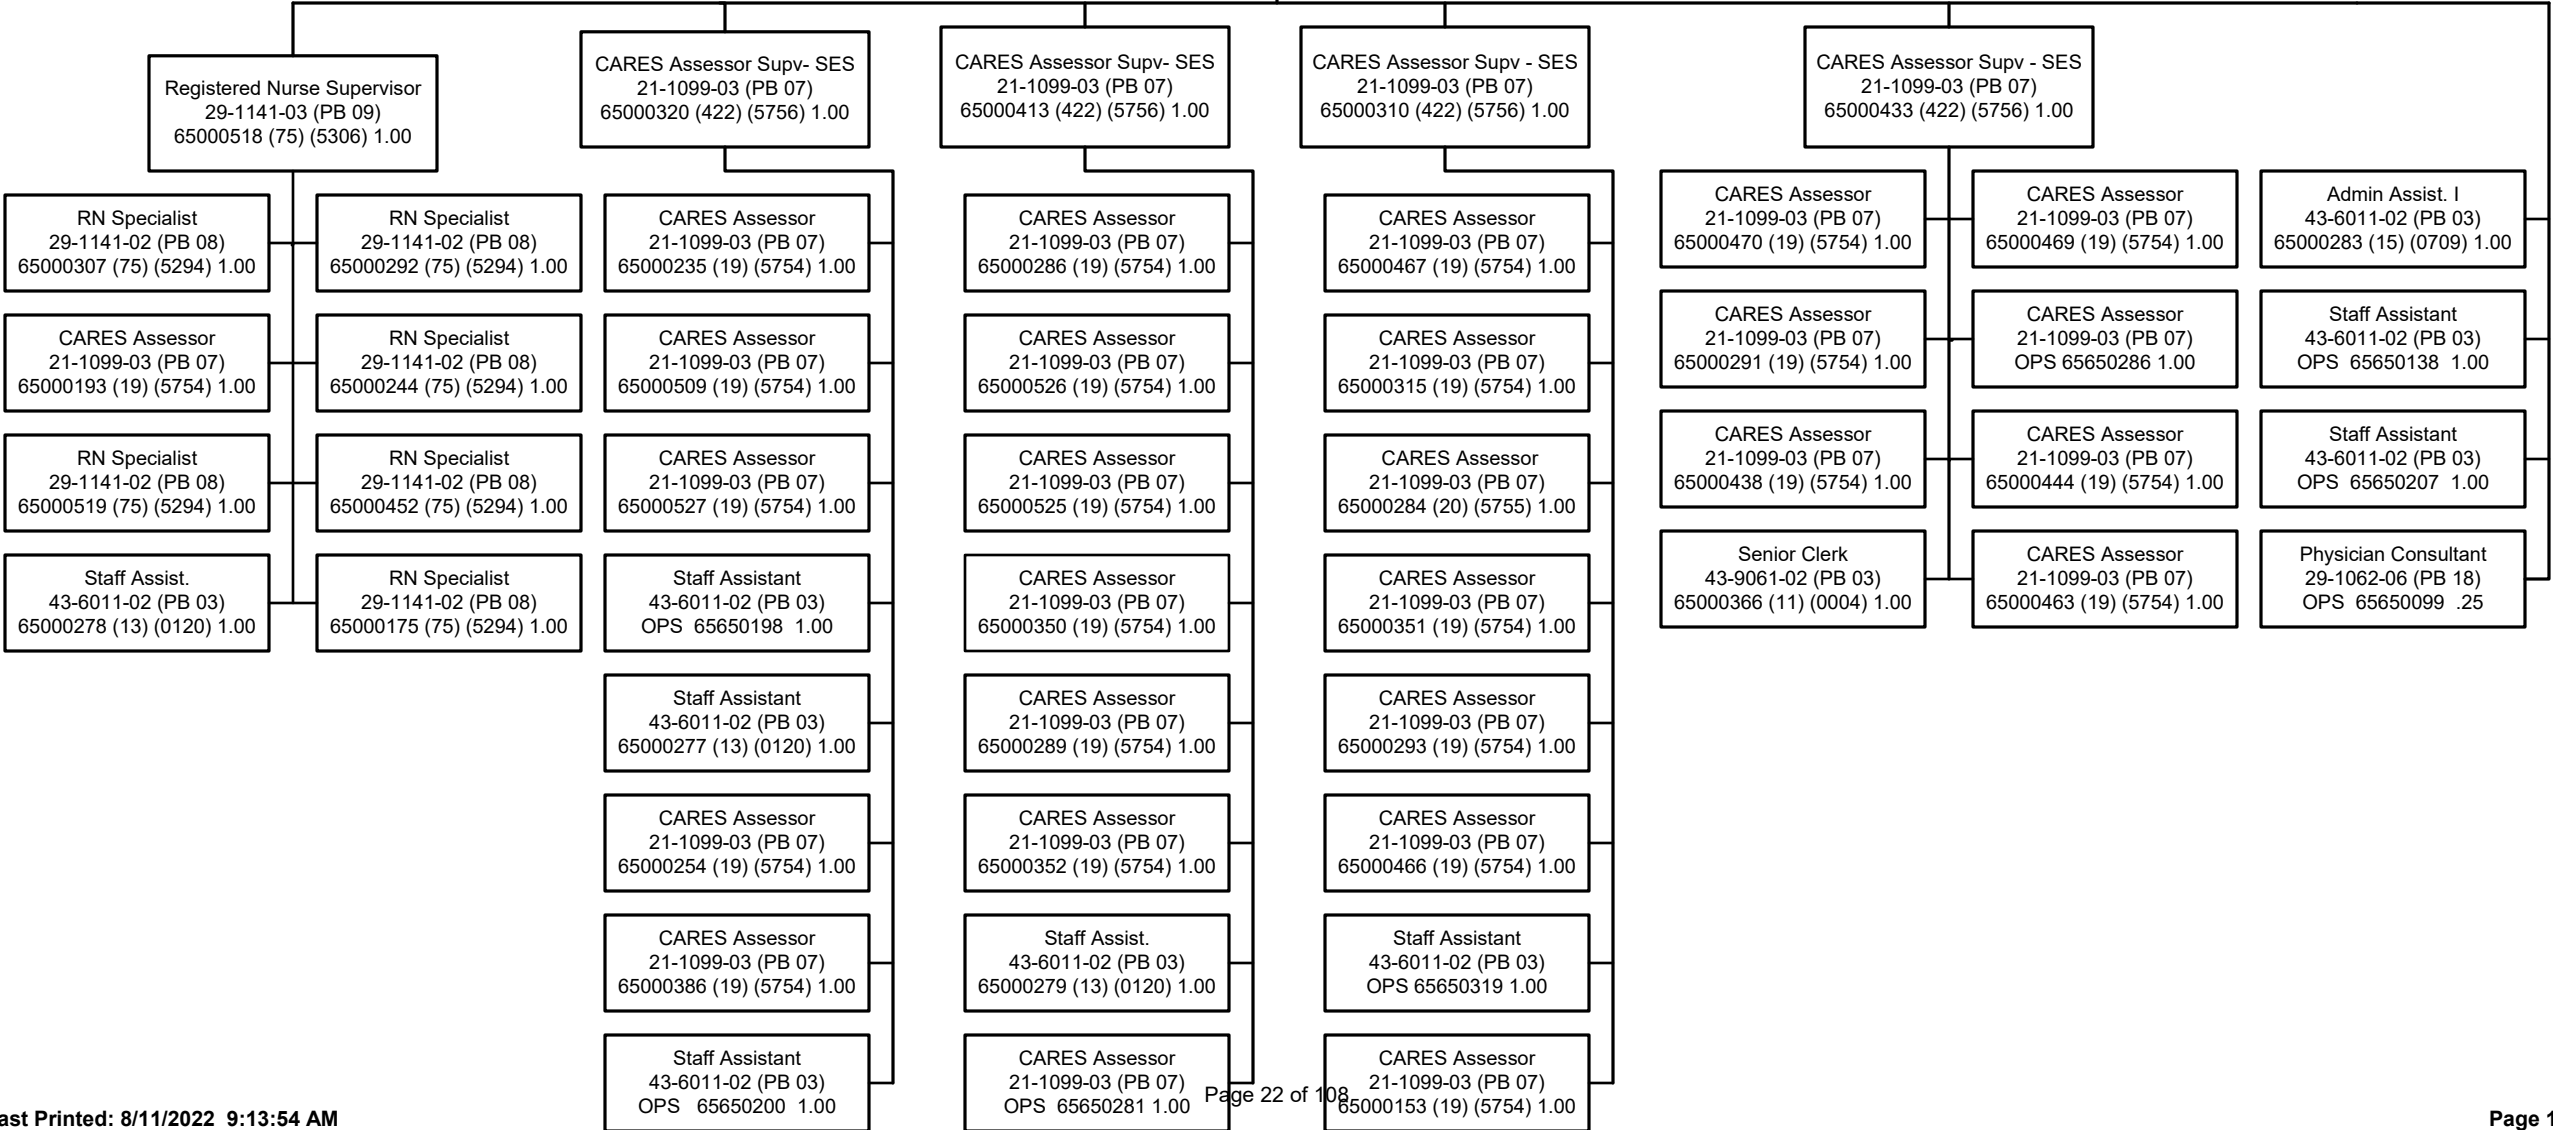 Registered Nurse Supervisor
29-1141-03 (PB 09)
65000518 (75) (5306) 1.00
RN Specialist
29-1141-02 (PB 08)
65000307 (75) (5294) 1.00
CARES Assessor
21-1099-03 (PB 07)
65000193 (19) (5754) 1.00
RN Specialist
29-1141-02 (PB 08)
65000519 (75) (5294) 1.00
Staff Assist.
43-6011-02 (PB 03)
65000278 (13) (0120) 1.00
RN Specialist
29-1141-02 (PB 08)
65000292 (75) (5294) 1.00
RN Specialist
29-1141-02 (PB 08)
65000244 (75) (5294) 1.00
RN Specialist
29-1141-02 (PB 08)
65000452 (75) (5294) 1.00
RN Specialist
29-1141-02 (PB 08)
65000175 (75) (5294) 1.00
CARES Assessor Supv- SES
21-1099-03 (PB 07)
65000320 (422) (5756) 1.00
CARES Assessor
21-1099-03 (PB 07)
65000235 (19) (5754) 1.00
CARES Assessor
21-1099-03 (PB 07)
65000509 (19) (5754) 1.00
CARES Assessor
21-1099-03 (PB 07)
65000527 (19) (5754) 1.00
Staff Assistant
43-6011-02 (PB 03)
OPS 65650198 1.00
Staff Assistant
43-6011-02 (PB 03)
65000277 (13) (0120) 1.00
CARES Assessor
21-1099-03 (PB 07)
65000254 (19) (5754) 1.00
CARES Assessor
21-1099-03 (PB 07)
65000386 (19) (5754) 1.00
Staff Assistant
43-6011-02 (PB 03)
OPS 65650200 1.00
CARES Assessor Supv- SES
21-1099-03 (PB 07)
65000413 (422) (5756) 1.00
CARES Assessor
21-1099-03 (PB 07)
65000286 (19) (5754) 1.00
CARES Assessor
21-1099-03 (PB 07)
65000526 (19) (5754) 1.00
CARES Assessor
21-1099-03 (PB 07)
65000525 (19) (5754) 1.00
CARES Assessor
21-1099-03 (PB 07)
65000350 (19) (5754) 1.00
CARES Assessor
21-1099-03 (PB 07)
65000289 (19) (5754) 1.00
CARES Assessor
21-1099-03 (PB 07)
65000352 (19) (5754) 1.00
Staff Assist.
43-6011-02 (PB 03)
65000279 (13) (0120) 1.00
CARES Assessor
21-1099-03 (PB 07)
OPS 65650281 1.00
CARES Assessor Supv - SES
21-1099-03 (PB 07)
65000310 (422) (5756) 1.00
CARES Assessor
21-1099-03 (PB 07)
65000467 (19) (5754) 1.00
CARES Assessor
21-1099-03 (PB 07)
65000315 (19) (5754) 1.00
CARES Assessor
21-1099-03 (PB 07)
65000284 (20) (5755) 1.00
CARES Assessor
21-1099-03 (PB 07)
65000351 (19) (5754) 1.00
CARES Assessor
21-1099-03 (PB 07)
65000293 (19) (5754) 1.00
CARES Assessor
21-1099-03 (PB 07)
65000466 (19) (5754) 1.00
Staff Assistant
43-6011-02 (PB 03)
OPS 65650319 1.00
CARES Assessor
21-1099-03 (PB 07)
65000153 (19) (5754) 1.00
CARES Assessor Supv - SES
21-1099-03 (PB 07)
65000433 (422) (5756) 1.00
CARES Assessor
21-1099-03 (PB 07)
65000470 (19) (5754) 1.00
CARES Assessor
21-1099-03 (PB 07)
65000291 (19) (5754) 1.00
CARES Assessor
21-1099-03 (PB 07)
65000438 (19) (5754) 1.00
Senior Clerk
43-9061-02 (PB 03)
65000366 (11) (0004) 1.00
CARES Assessor
21-1099-03 (PB 07)
65000469 (19) (5754) 1.00
CARES Assessor
21-1099-03 (PB 07)
OPS 65650286 1.00
CARES Assessor
21-1099-03 (PB 07)
65000444 (19) (5754) 1.00
CARES Assessor
21-1099-03 (PB 07)
65000463 (19) (5754) 1.00
Admin Assist. I
43-6011-02 (PB 03)
65000283 (15) (0709) 1.00
Staff Assistant
43-6011-02 (PB 03)
OPS 65650138 1.00
Staff Assistant
43-6011-02 (PB 03)
OPS 65650207 1.00
Physician Consultant
29-1062-06 (PB 18)
OPS 65650099 .25
Page 22 of 108
ast Printed: 8/11/2022 9:13:54 AM
Page 1